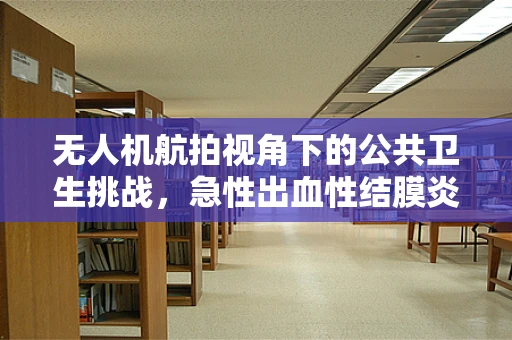 无人机航拍视角下的公共卫
生挑战，急性出血性结膜炎